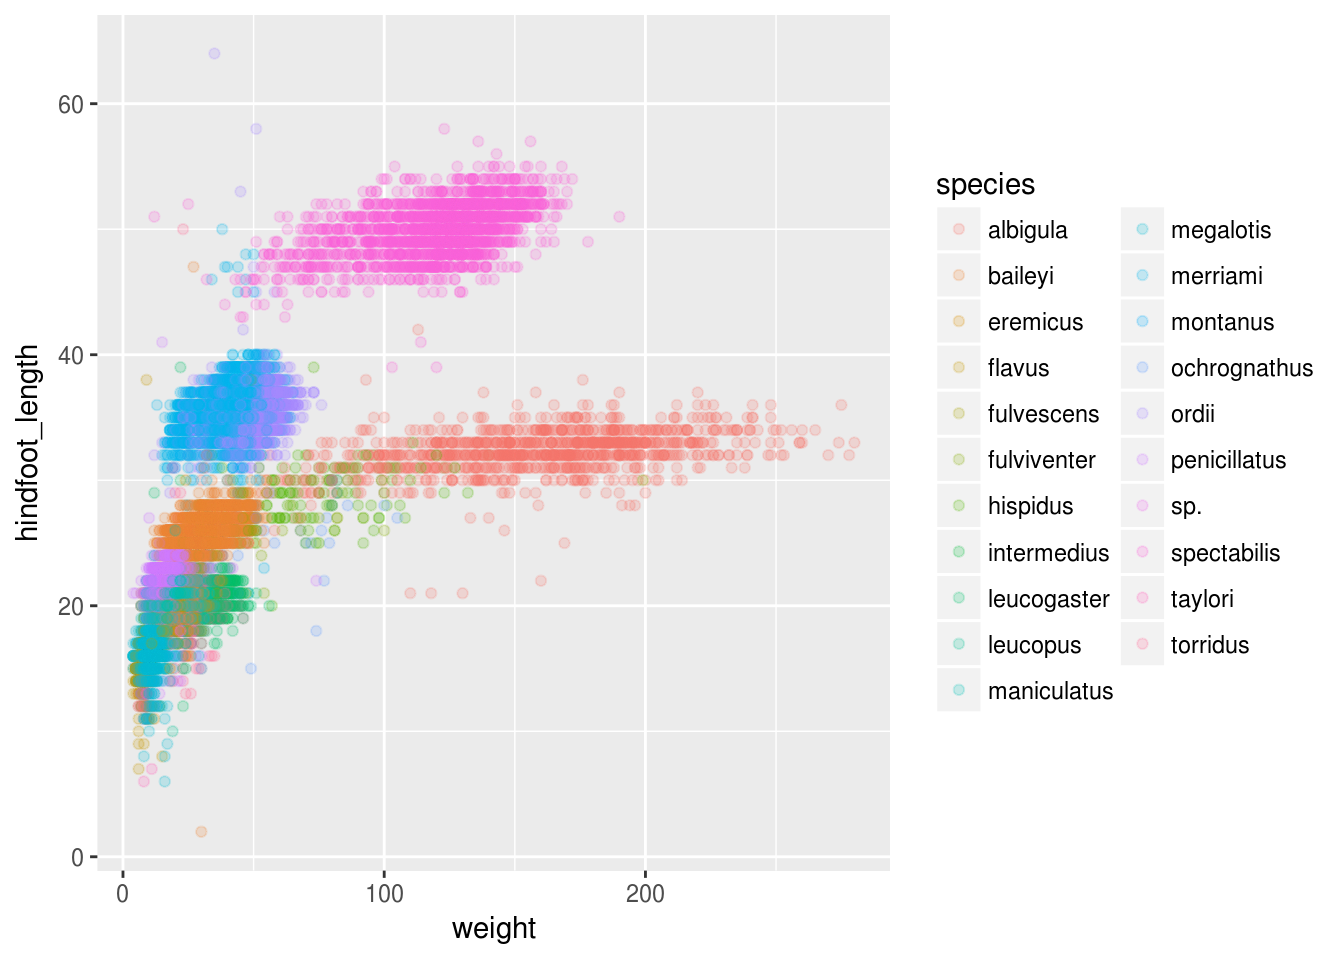 60
40
20
0
hindfoot_length
0 100 200
weight
species
albigula megalotis
baileyi merriami
eremicus montanus
flavus ochrognathus
fulvescens ordii
fulviventer penicillatus
hispidus sp.
intermedius spectabilis
leucogaster taylori
leucopus torridus
maniculatus